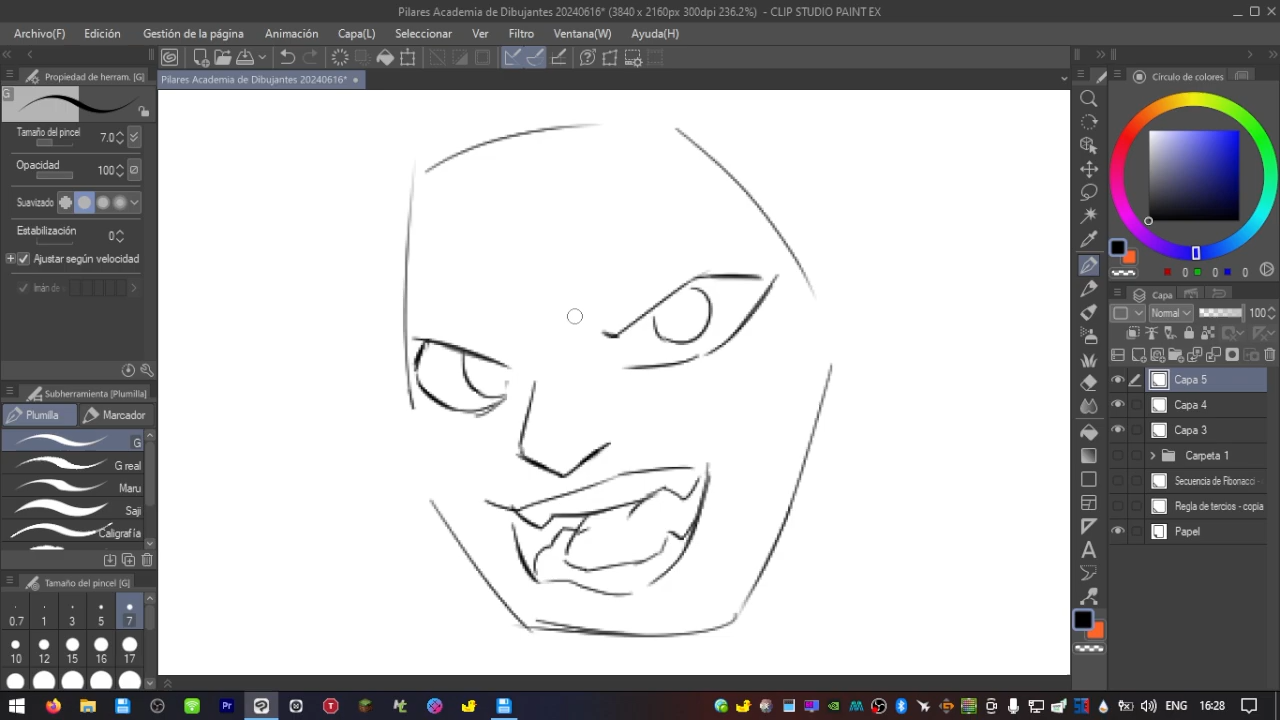 Pilares Academia de Dibujantes 20240616* (3840 x 2160px 300dpi 236.2%)  - CLIP STUDIO PAINT EX
Archivo(F) Edición Gestión de la página Animación Capa(L) Seleccionar Ver Filtro Ventana(W) Ayuda(H)
Propiedad de herram. [G]
Pilares Academia de Dibujantes 20240616*
Círculo de colores
G
Tamaño del pincel 7.0
Opacidad 100
Suavizado
Estabilización 0
Ajustar según velocidad
Imán de
0 0 0
Capa
Normal 100
Subherramienta [Plumilla]
Plumilla Marcador
G
G real
Maru
Saji
Caligrafía
Capa 5
Capa 4
Capa 3
Carpeta 1
Secuencia de Fibonacci -
Regla de tercios - copia
Papel
Tamaño del pincel [G]
0.7 1 3 5 7
10 12 15 16 17
A
ENG 16:28